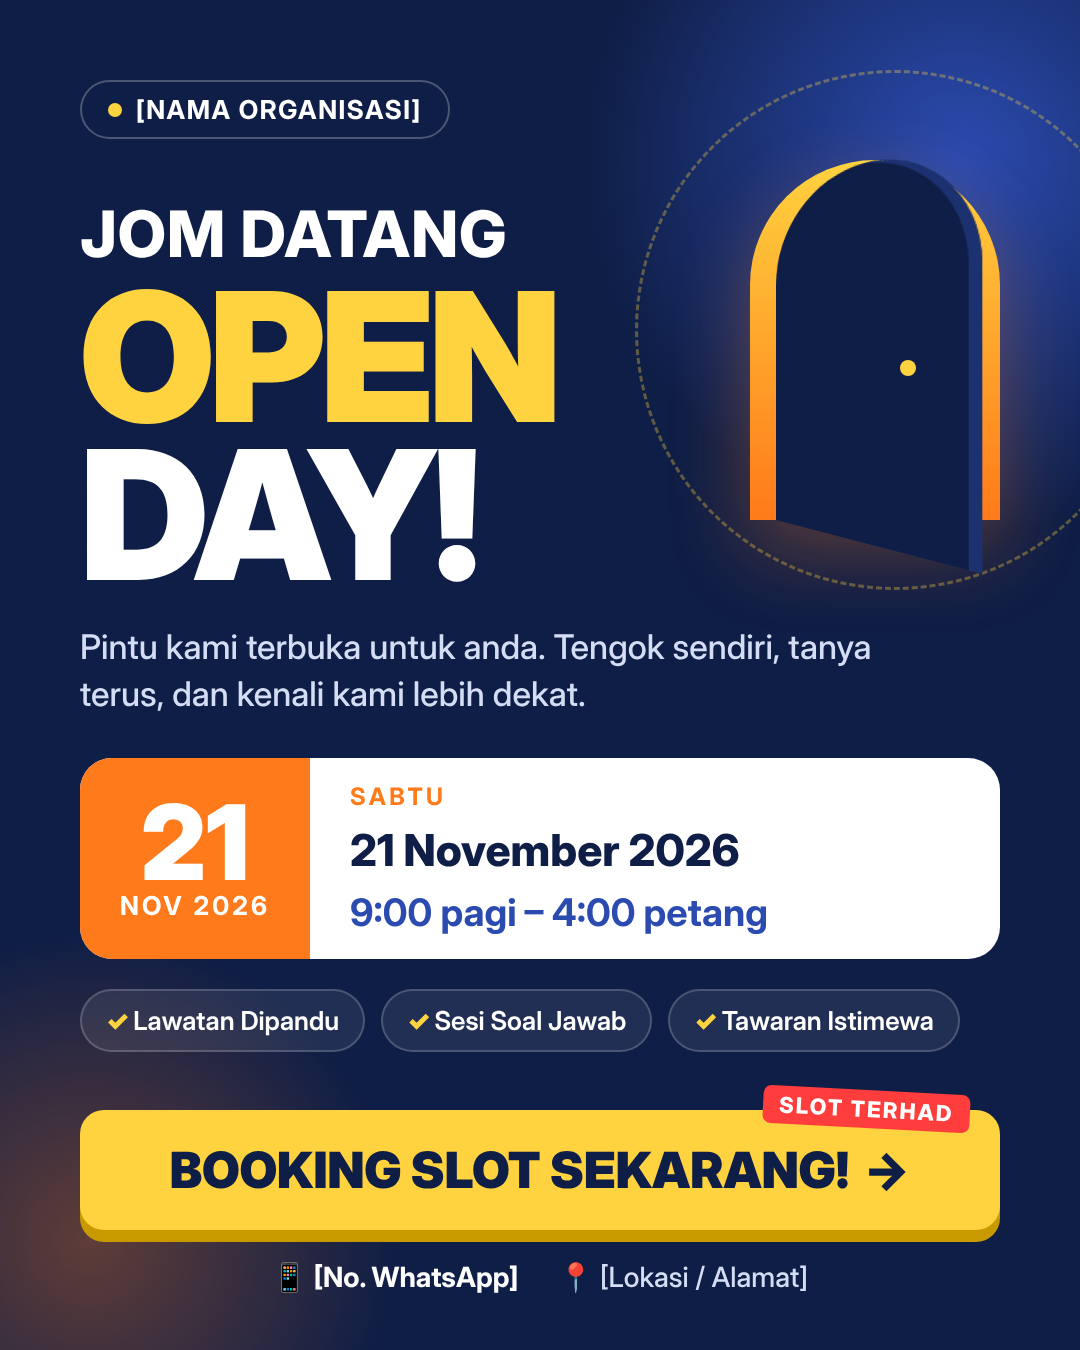 [NAMA ORGANISASI]
JOM DATANG
OPEN
DAY!
Pintu kami terbuka untuk anda. Tengok sendiri, tanya
terus, dan kenali kami lebih dekat.
21
NOV 2026
SABTU
21 November 2026
9:00 pagi – 4:00 petang
Lawatan Dipandu
Sesi Soal Jawab
Tawaran Istimewa
SLOT TERHAD
BOOKING SLOT SEKARANG! →
[No. WhatsApp]
[Lokasi / Alamat]